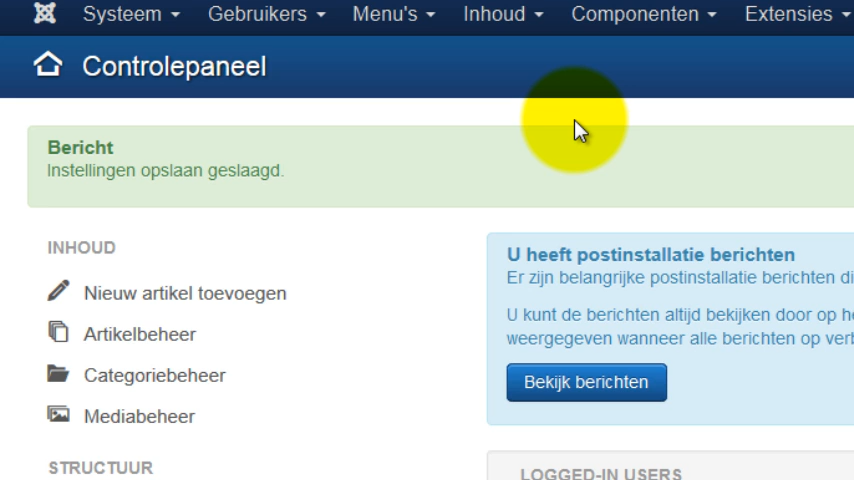 Systeem Gebruikers Menu's Inhoud Componenten Extensies
Controlepaneel
Bericht
Instellingen opslaan geslaagd.
INHOUD
Nieuw artikel toevoegen
Artikelbeheer
Categoriebeheer
Mediabeheer
STRUCTUUR
U heeft postinstallatie berichten
Er zijn belangrijke postinstallatie berichten di
U kunt de berichten altijd bekijken door op h
weergegeven wanneer alle berichten op ver
Bekijk berichten
LOGGED-IN USERS